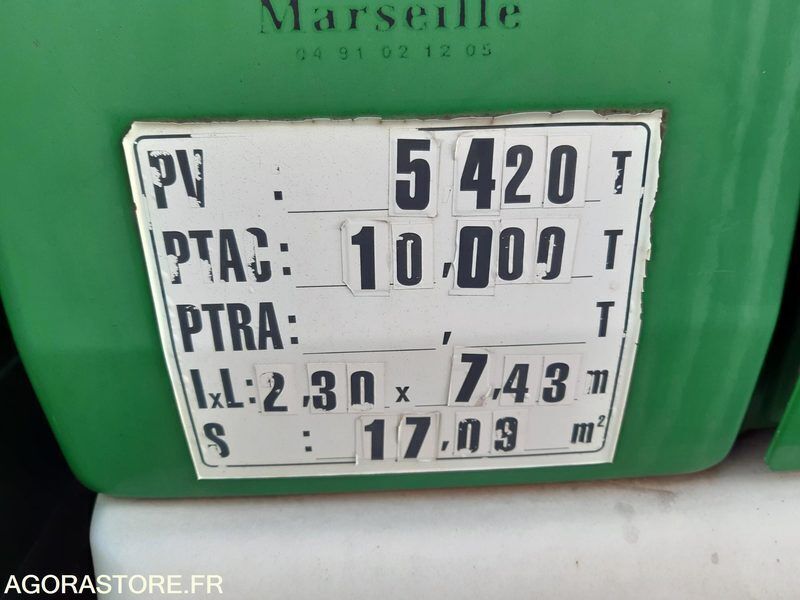 Marseille
04 91 02 12 05
PV : 5 420 T
PTAC: 10,000 T
PTRA: , T
lxL: 2,30 x 7,43 m
S : 17,09 m²
AGORASTORE.FR